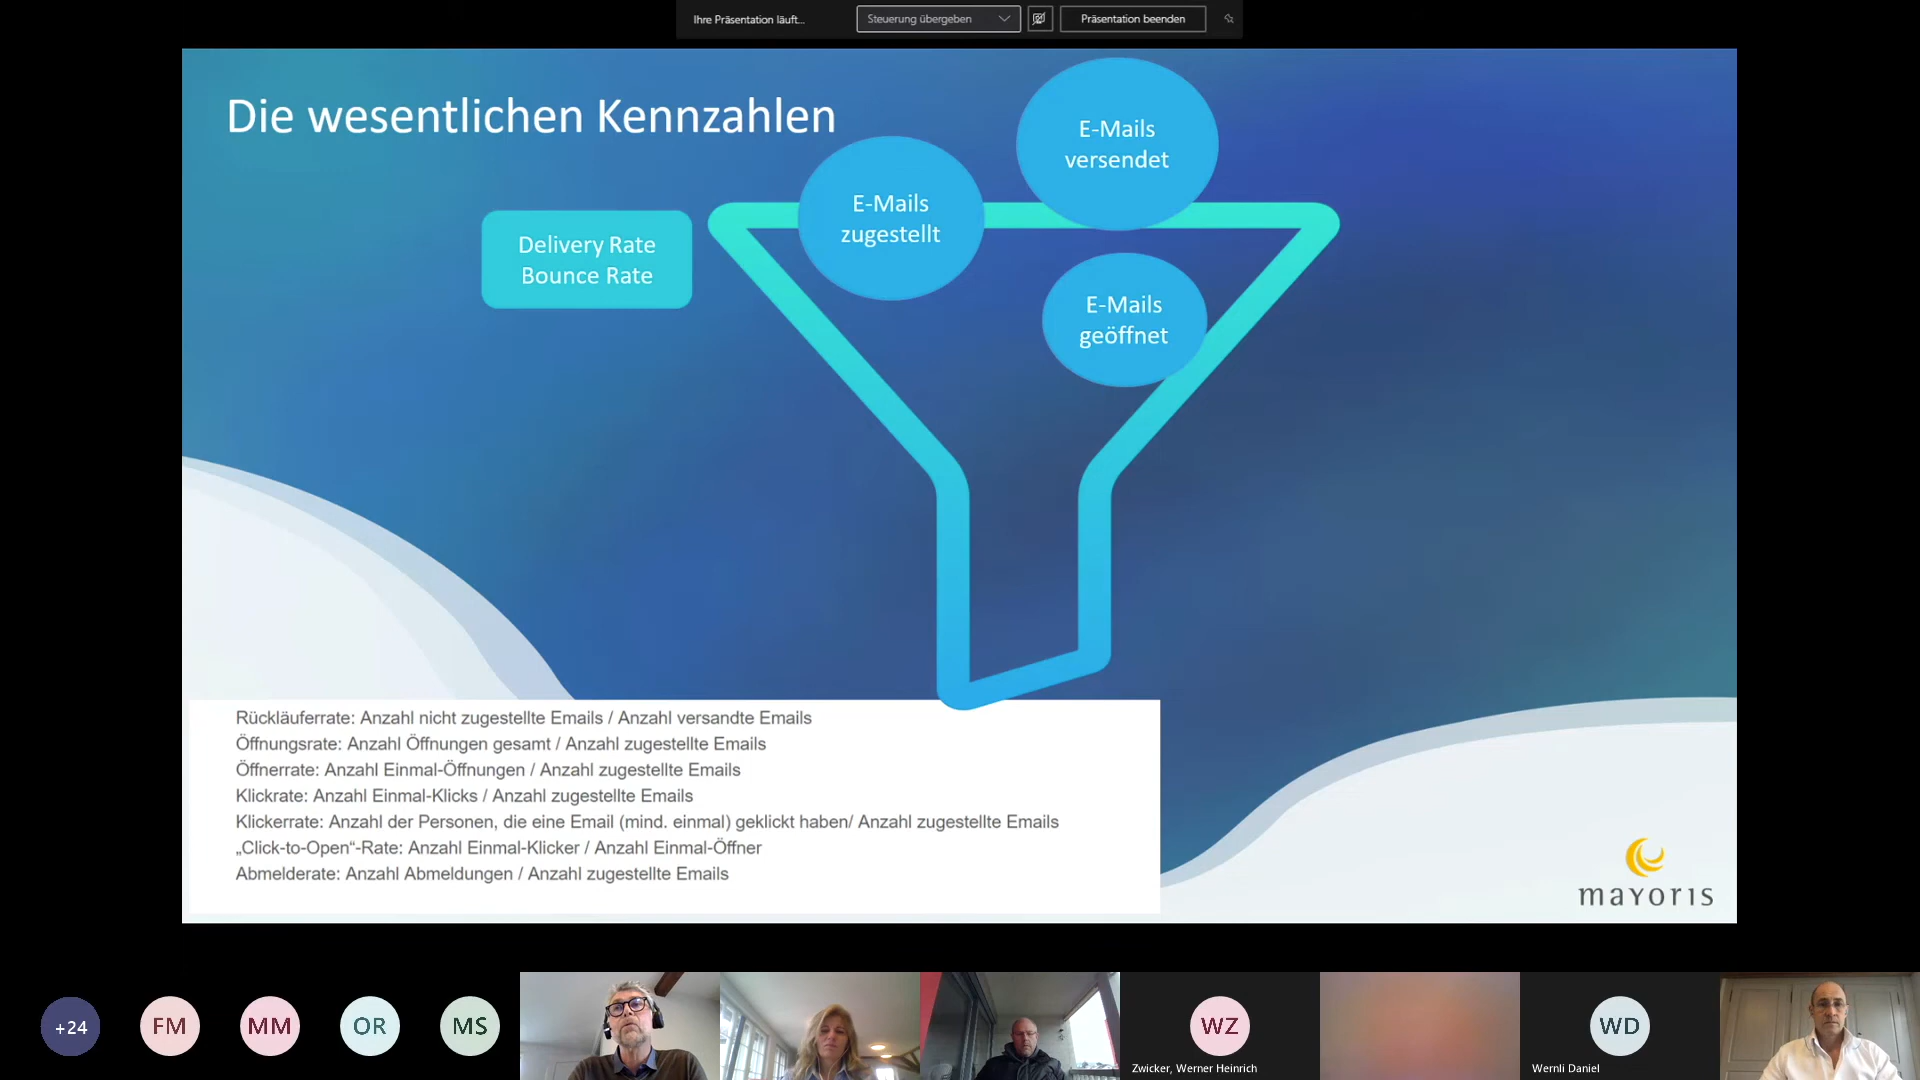 Ihre Präsentation läuft...
Steuerung übergeben
Präsentation beenden
Die wesentlichen Kennzahlen
E-Mails
versendet
E-Mails
zugestellt
Delivery Rate
Bounce Rate
E-Mails
geöffnet
Rückläuferrate: Anzahl nicht zugestellte Emails / Anzahl versandte Emails
Öffnungsrate: Anzahl Öffnungen gesamt / Anzahl zugestellte Emails
Öffnerrate: Anzahl Einmal-Öffnungen / Anzahl zugestellte Emails
Klickrate: Anzahl Einmal-Klicks / Anzahl zugestellte Emails
Klickerrate: Anzahl der Personen, die eine Email (mind. einmal) geklickt haben/ Anzahl zugestellte Emails
„Click-to-Open“-Rate: Anzahl Einmal-Klicker / Anzahl Einmal-Öffner
Abmelderate: Anzahl Abmeldungen / Anzahl zugestellte Emails
mayoris
+24
FM
MM
OR
MS
WZ
Zwicker, Werner Heinrich
WD
Wernli Daniel